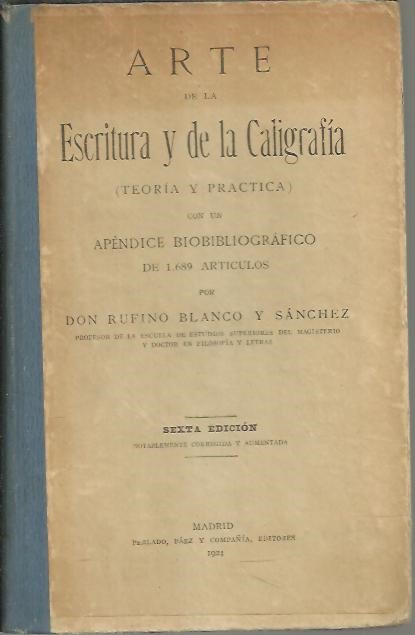 ARTE
DE LA
Escritura y de la Caligrafía
(TEORÍA Y PRACTICA)
CON UN
APÉNDICE BIOBIBLIOGRÁFICO
DE 1.689 ARTICULOS
POR
DON RUFINO BLANCO Y SÁNCHEZ
PROFESOR DE LA ESCUELA DE ESTUDIOS SUPERIORES DEL MAGISTERIO
Y DOCTOR EN FILOSOFÍA Y LETRAS
SEXTA EDICIÓN
NOTABLEMENTE CORREGIDA Y AUMENTADA
MADRID
PERLADO, PÁEZ Y COMPAÑÍA, EDITORES